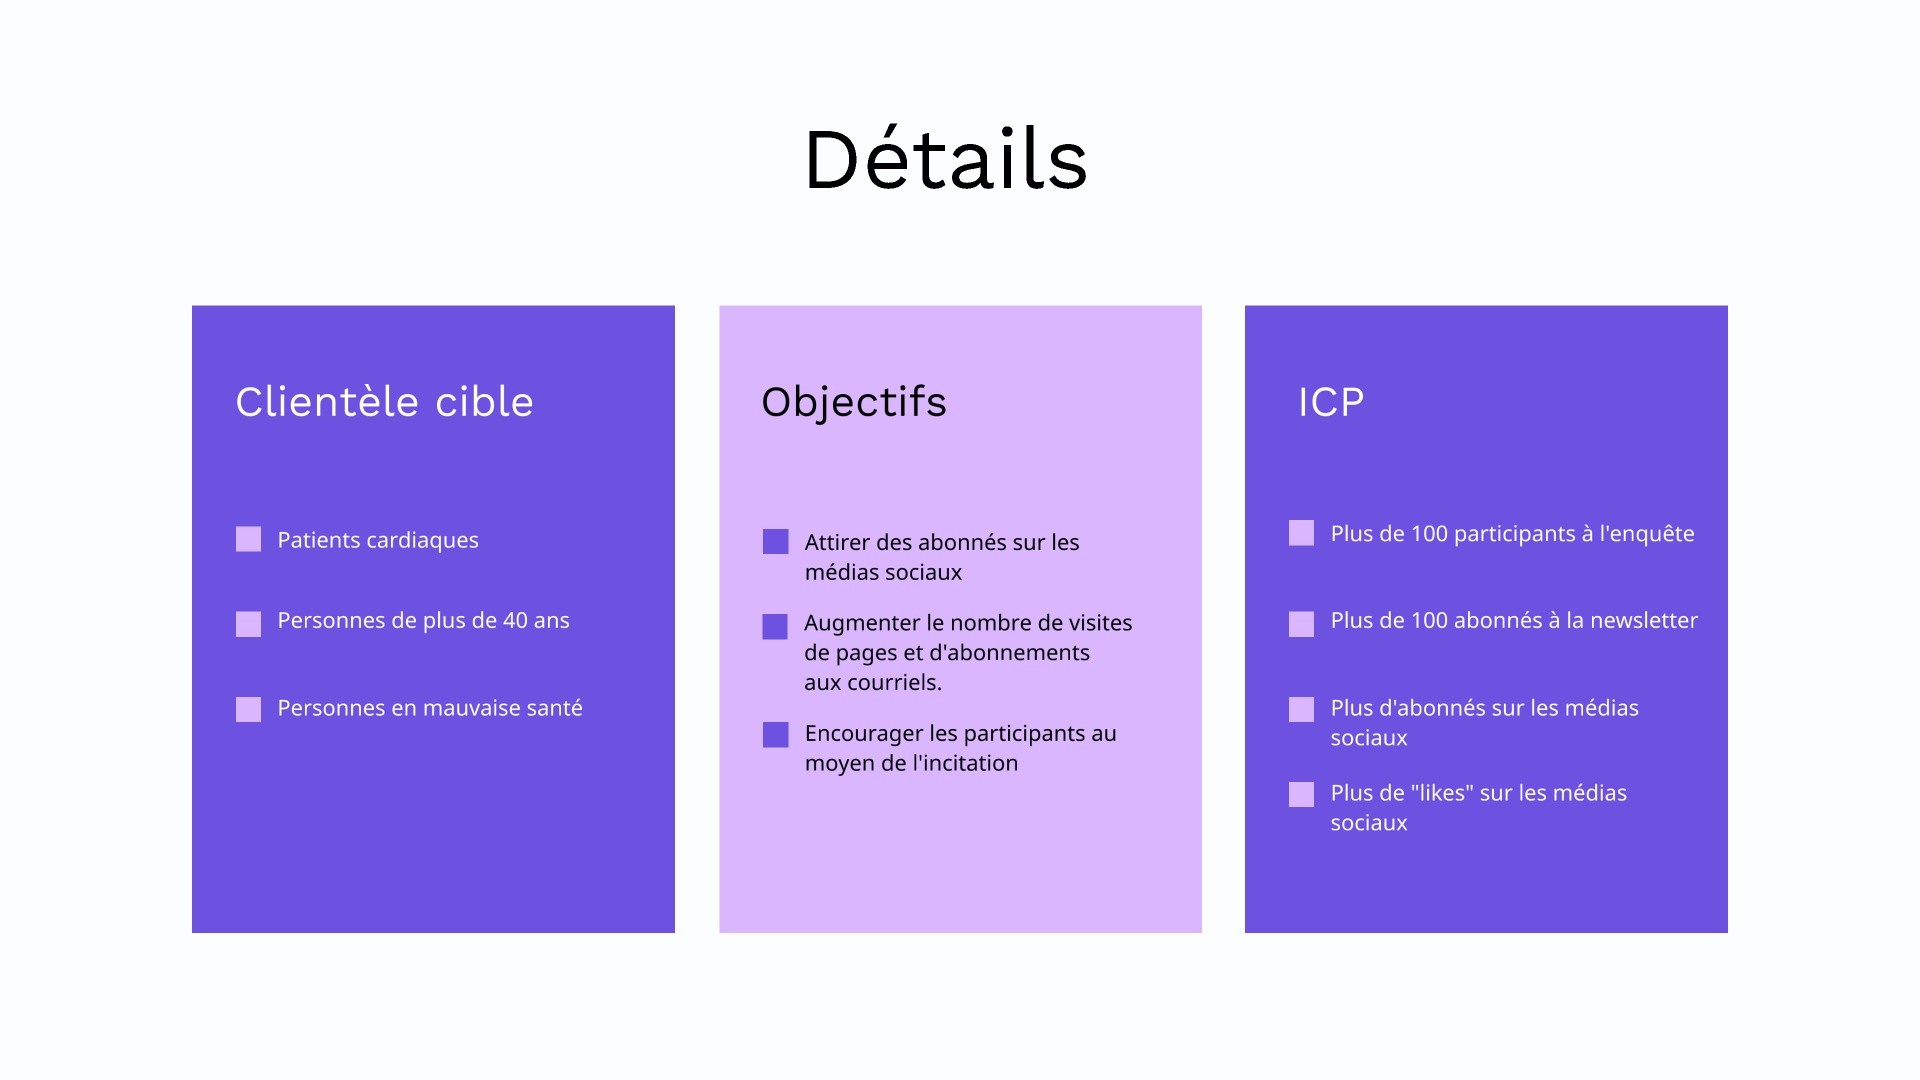 Détails
Clientèle cible
Patients cardiaques
Personnes de plus de 40 ans
Personnes en mauvaise santé
Objectifs
Attirer des abonnés sur les
médias sociaux
Augmenter le nombre de visites
de pages et d'abonnements
aux courriels.
Encourager les participants au
moyen de l'incitation
ICP
Plus de 100 participants à l'enquête
Plus de 100 abonnés à la newsletter
Plus d'abonnés sur les médias
sociaux
Plus de "likes" sur les médias
sociaux